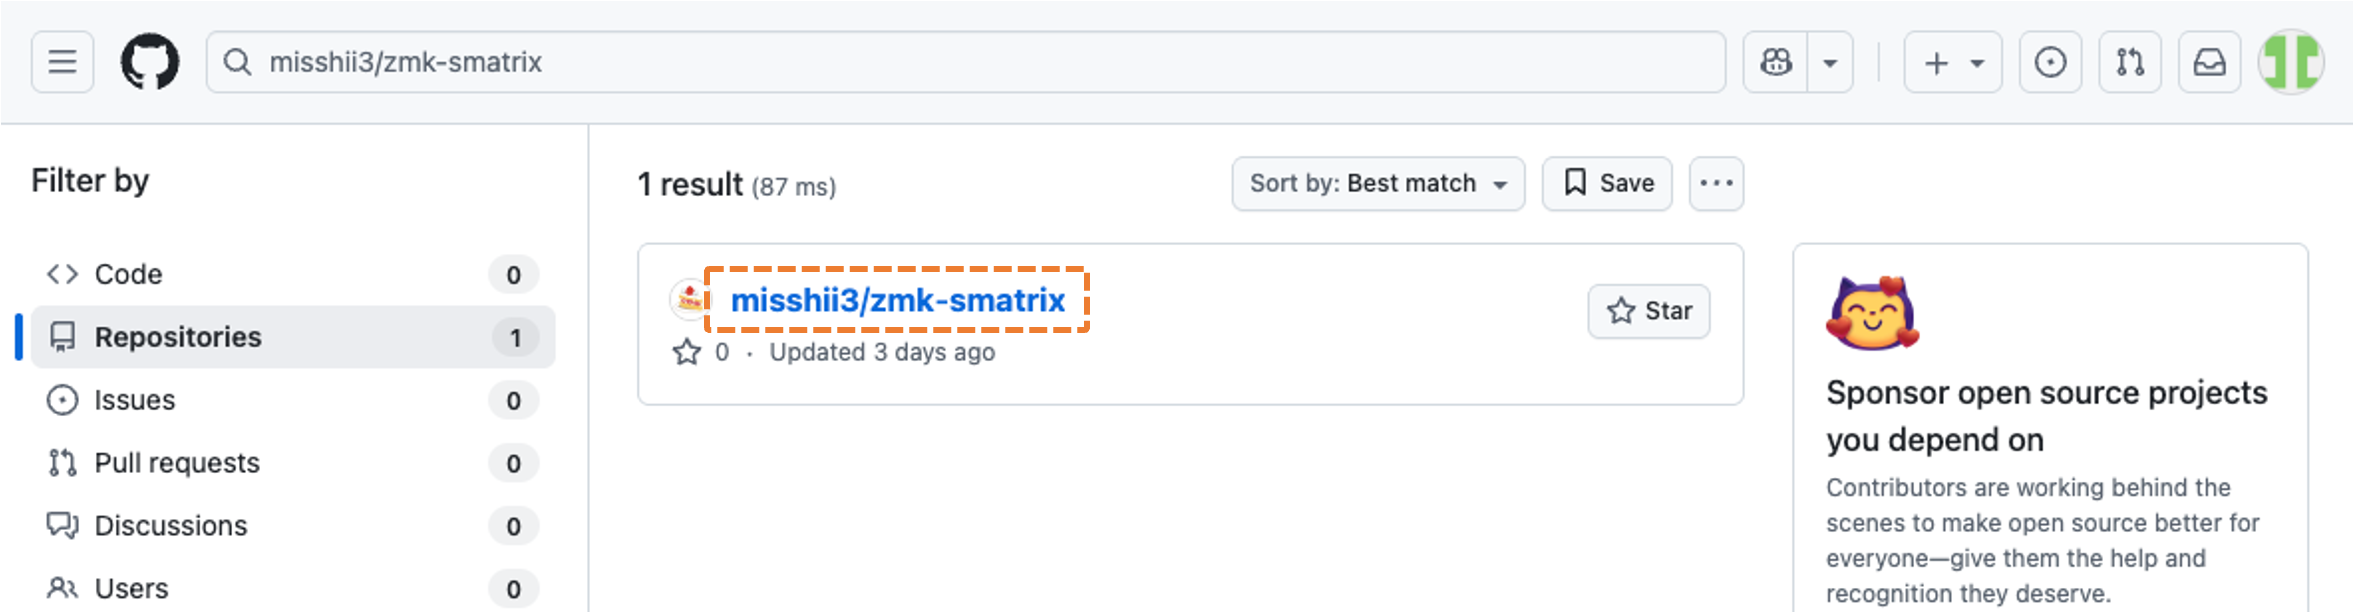 misshii3/zmk-smatrix
Filter by
Code 0
Repositories 1
Issues 0
Pull requests 0
Discussions 0
Users 0
1 result (87 ms)
Sort by: Best match
Save
misshii3/zmk-smatrix
Star
0 · Updated 3 days ago
Sponsor open source projects
you depend on
Contributors are working behind the
scenes to make open source better for
everyone—give them the help and
recognition they deserve.